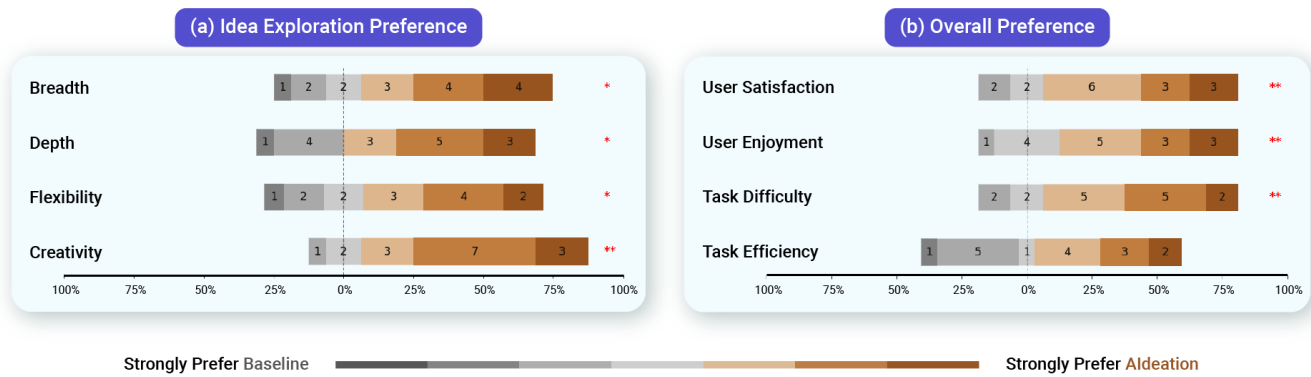 (a) Idea Exploration Preference
Breadth 1 2 2 3 4 4 *
Depth 1 4 3 5 3 *
Flexibility 1 2 2 3 4 2 *
Creativity 1 2 3 7 3 **
100% 75% 50% 25% 0% 25% 50% 75% 100%
(b) Overall Preference
User Satisfaction 2 2 6 3 3 **
User Enjoyment 1 4 5 3 3 **
Task Difficulty 2 2 5 5 2 **
Task Efficiency 1 5 1 4 3 2
100% 75% 50% 25% 0% 25% 50% 75% 100%
Strongly Prefer Baseline
Strongly Prefer AIdeation